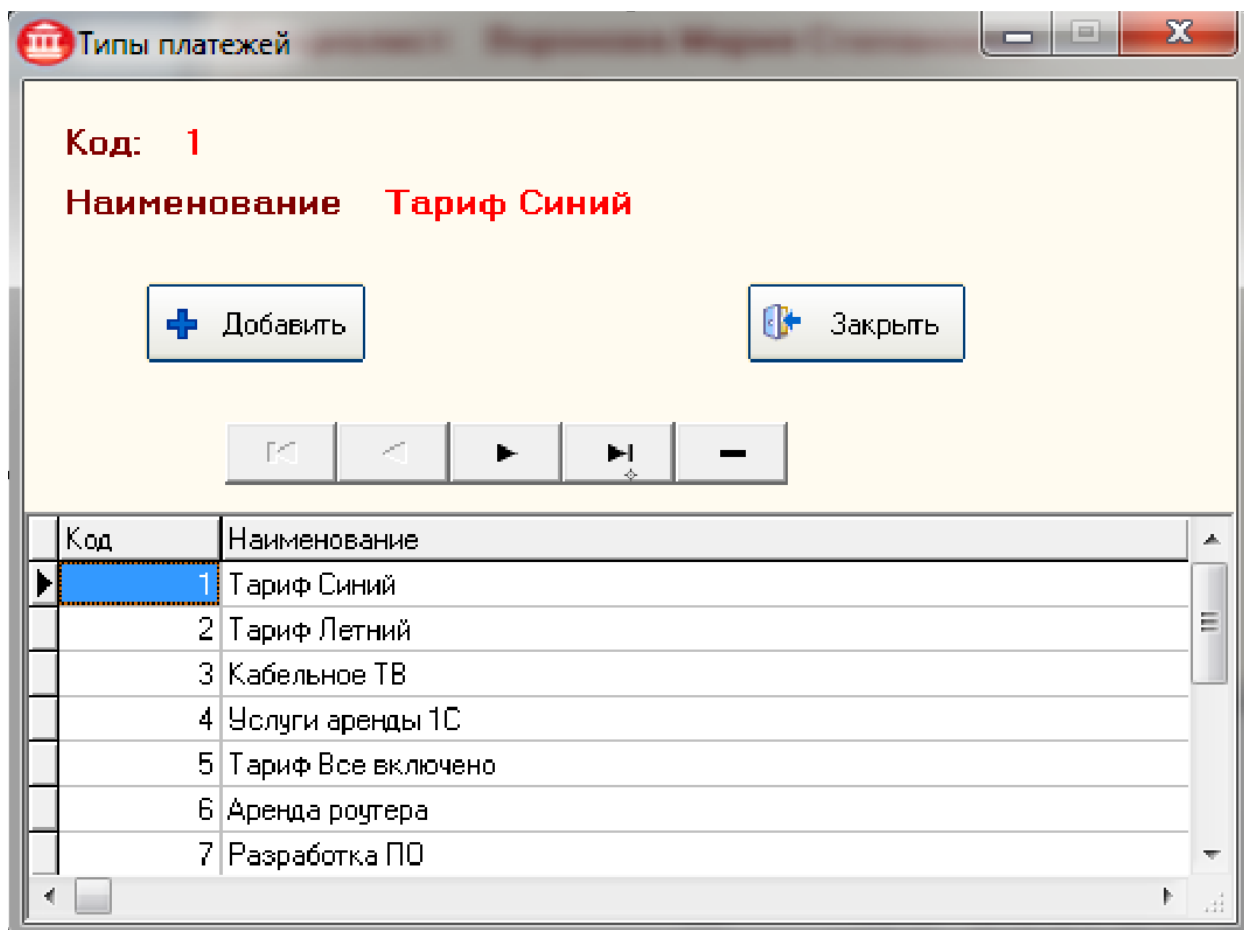 Типы платежей
Код: 1
Наименование Тариф Синий
Добавить Закрыть
Код Наименование
1 Тариф Синий
2 Тариф Летний
3 Кабельное ТВ
4 Услуги аренды 1С
5 Тариф Все включено
6 Аренда роутера
7 Разработка ПО